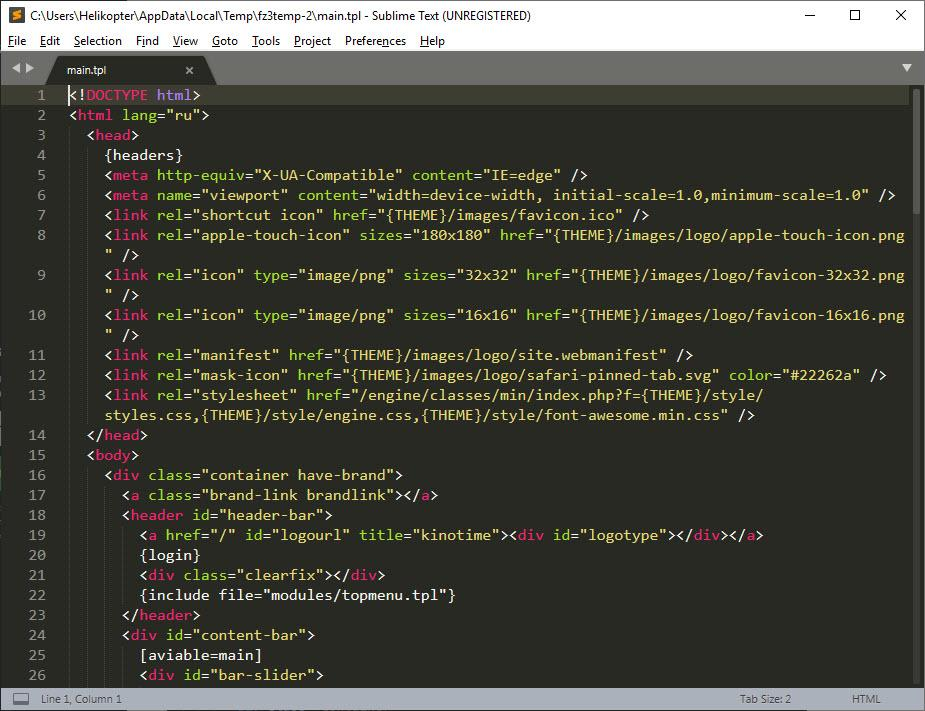 C:\Users\Helikopter\AppData\Local\Temp\fz3temp-2\main.tpl - Sublime Text (UNREGISTERED)
File Edit Selection Find View Goto Tools Project Preferences Help
main.tpl
1 <!DOCTYPE html>
2 <html lang="ru">
3 <head>
4 {headers}
5 <meta http-equiv="X-UA-Compatible" content="IE=edge" />
6 <meta name="viewport" content="width=device-width, initial-scale=1.0,minimum-scale=1.0" />
7 <link rel="shortcut icon" href="{THEME}/images/favicon.ico" />
8 <link rel="apple-touch-icon" sizes="180x180" href="{THEME}/images/logo/apple-touch-icon.png
" />
9 <link rel="icon" type="image/png" sizes="32x32" href="{THEME}/images/logo/favicon-32x32.png
" />
10 <link rel="icon" type="image/png" sizes="16x16" href="{THEME}/images/logo/favicon-16x16.png
" />
11 <link rel="manifest" href="{THEME}/images/logo/site.webmanifest" />
12 <link rel="mask-icon" href="{THEME}/images/logo/safari-pinned-tab.svg" color="#22262a" />
13 <link rel="stylesheet" href="/engine/classes/min/index.php?f={THEME}/style/
styles.css,{THEME}/style/engine.css,{THEME}/style/font-awesome.min.css" />
14 </head>
15 <body>
16 <div class="container have-brand">
17 <a class="brand-link brandlink"></a>
18 <header id="header-bar">
19 <a href="/" id="logourl" title="kinotime"><div id="logotype"></div></a>
20 {login}
21 <div class="clearfix"></div>
22 {include file="modules/topmenu.tpl"}
23 </header>
24 <div id="content-bar">
25 [aviable=main]
26 <div id="bar-slider">
Line 1, Column 1 Tab Size: 2 HTML